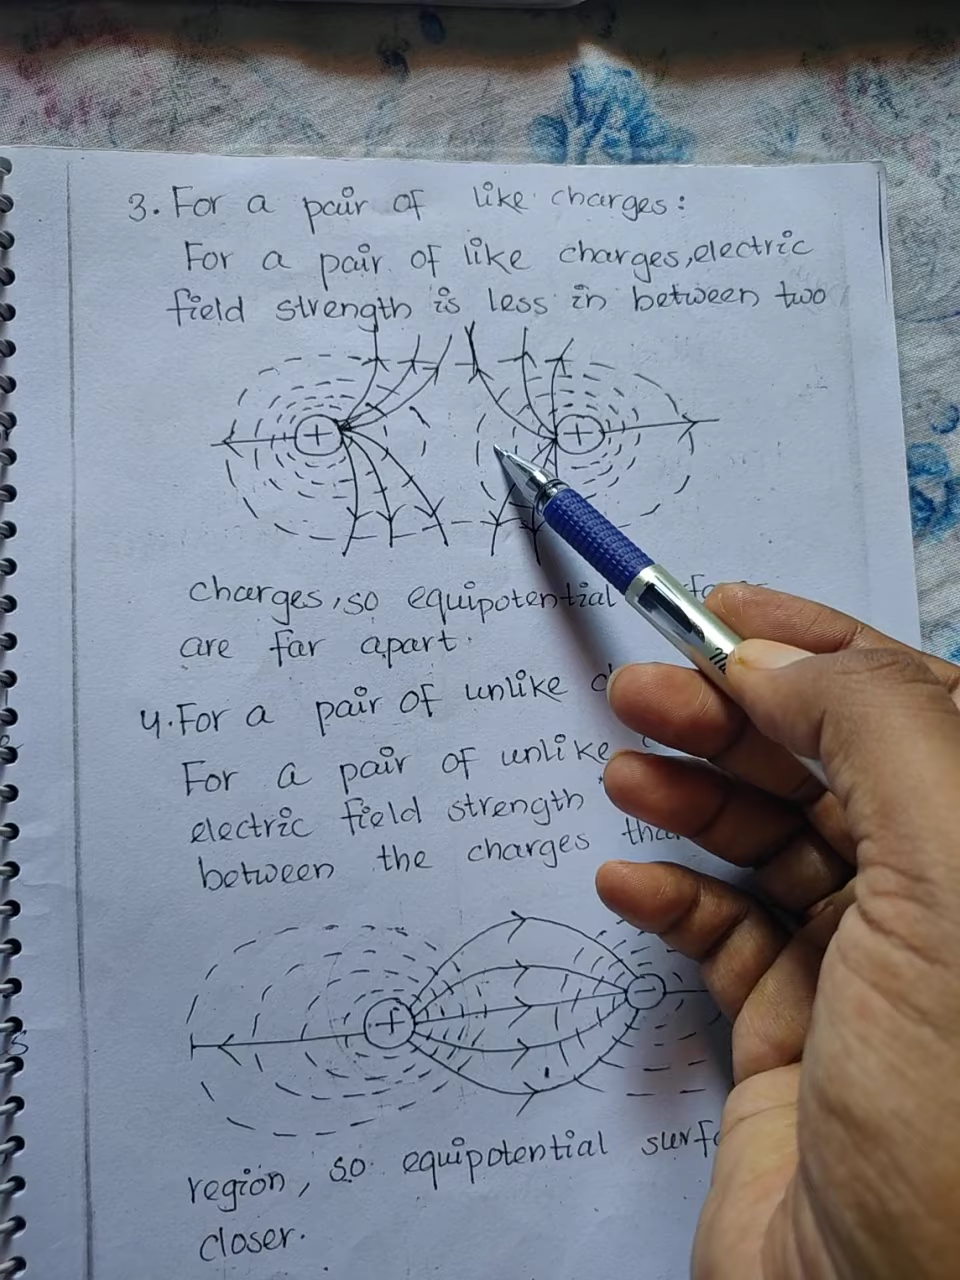 3. For a pair of like charges:
For a pair of like charges, electric
field strength is less in between two
+ +
charges, so equipotential
are far apart.
4. For a pair of unlike
For a pair of unlike
electric field strength
between the charges
+ -
region, so equipotential
closer.